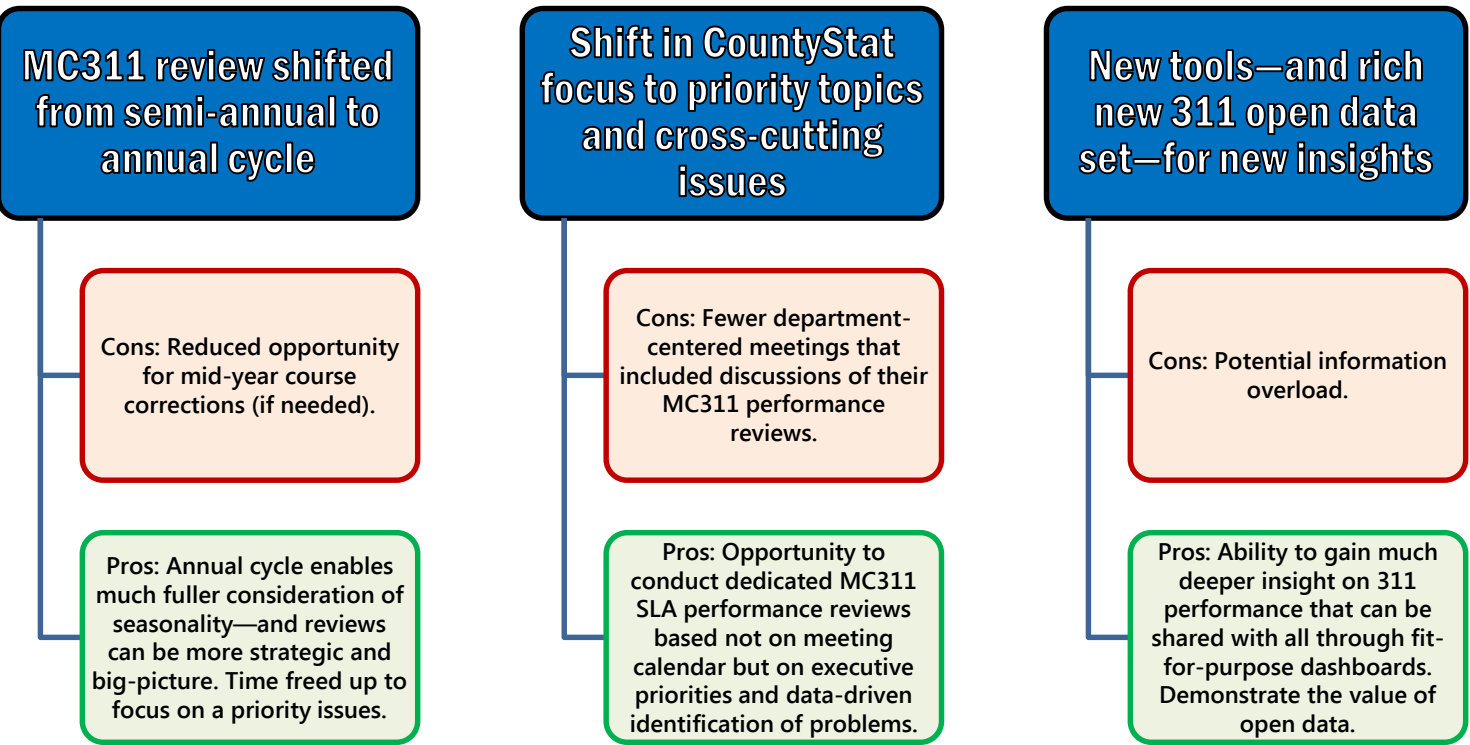 MC311 review shifted
from semi-annual to
annual cycle
Cons: Reduced opportunity
for mid-year course
corrections (if needed).
Pros: Annual cycle enables
much fuller consideration of
seasonality—and reviews
can be more strategic and
big-picture. Time freed up to
focus on a priority issues.
Shift in CountyStat
focus to priority topics
and cross-cutting
issues
Cons: Fewer department-
centered meetings that
included discussions of their
MC311 performance
reviews.
Pros: Opportunity to
conduct dedicated MC311
SLA performance reviews
based not on meeting
calendar but on executive
priorities and data-driven
identification of problems.
New tools—and rich
new 311 open data
set—for new insights
Cons: Potential information
overload.
Pros: Ability to gain much
deeper insight on 311
performance that can be
shared with all through fit-
for-purpose dashboards.
Demonstrate the value of
open data.